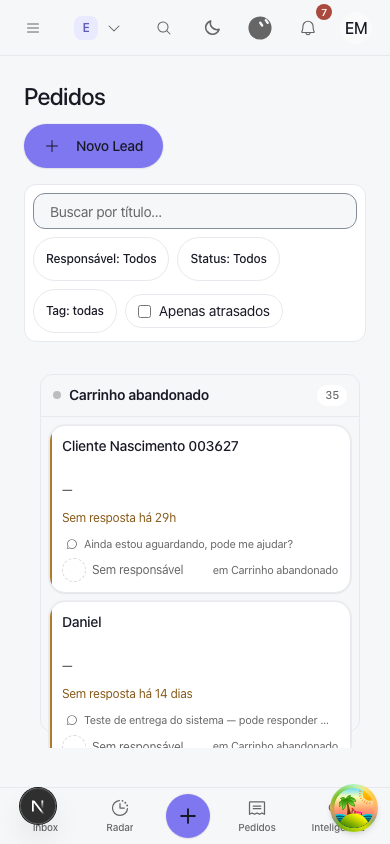 E
7
EM
Pedidos
+ Novo Lead
Buscar por título...
Responsável: Todos
Status: Todos
Tag: todas
Apenas atrasados
Carrinho abandonado
35
Cliente Nascimento 003627
—
Sem resposta há 29h
Ainda estou aguardando, pode me ajudar?
Sem responsável
em Carrinho abandonado
Daniel
—
Sem resposta há 14 dias
Teste de entrega do sistema — pode responder ...
Sem responsável
em Carrinho abandonado
N
Inbox
Radar
Pedidos